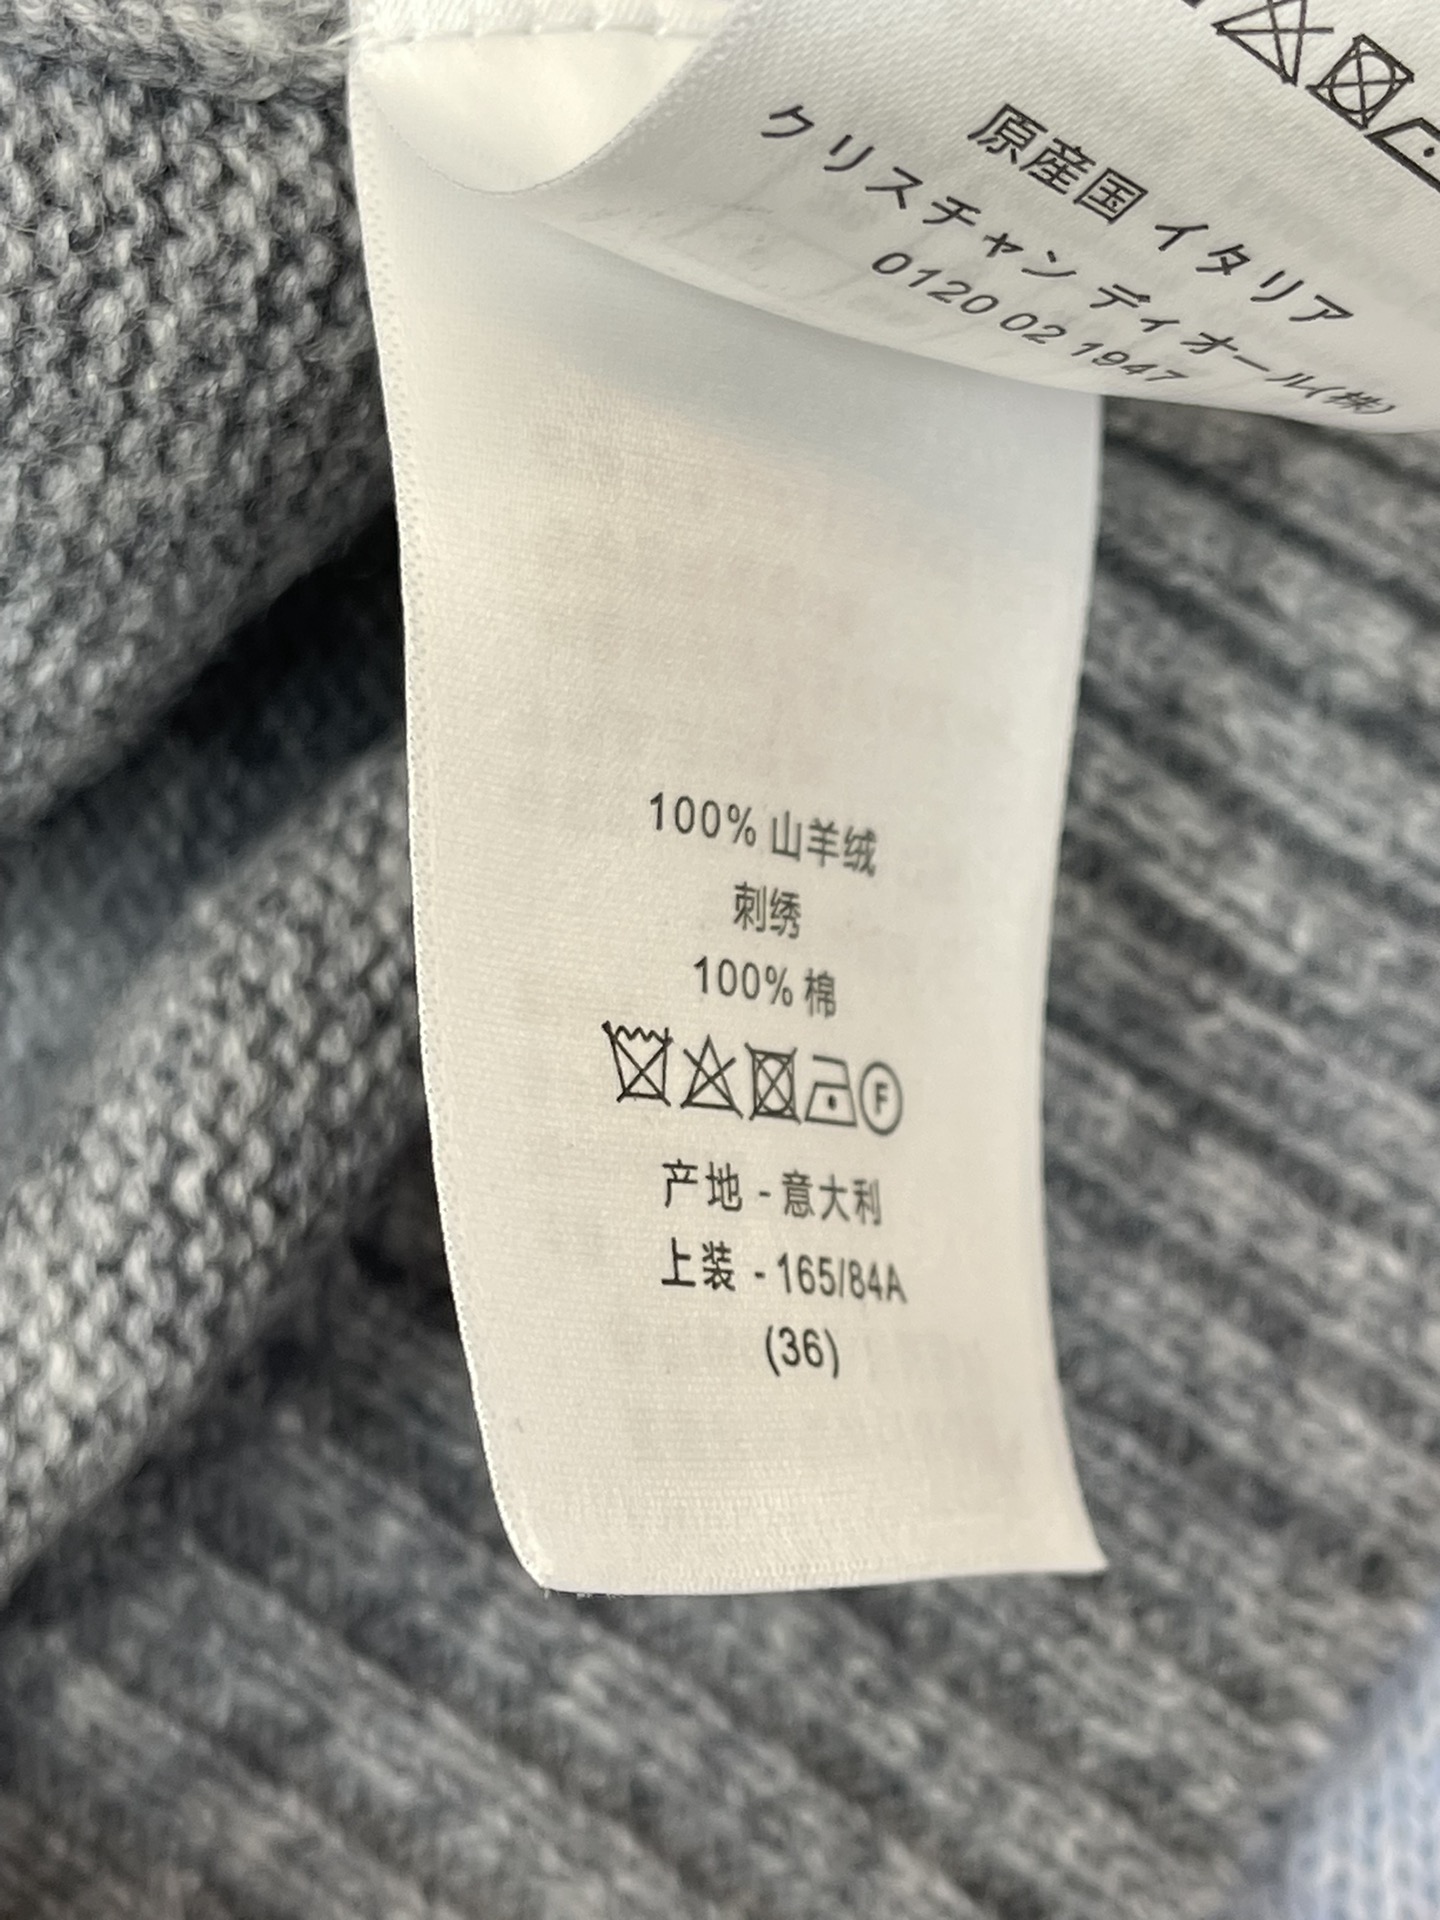 原産国 イタリア
クリスチャン ディオール(株)
0120 02 1947
100% 山羊绒
刺绣
100% 棉
F
产地 - 意大利
上装 - 165/84A
(36)